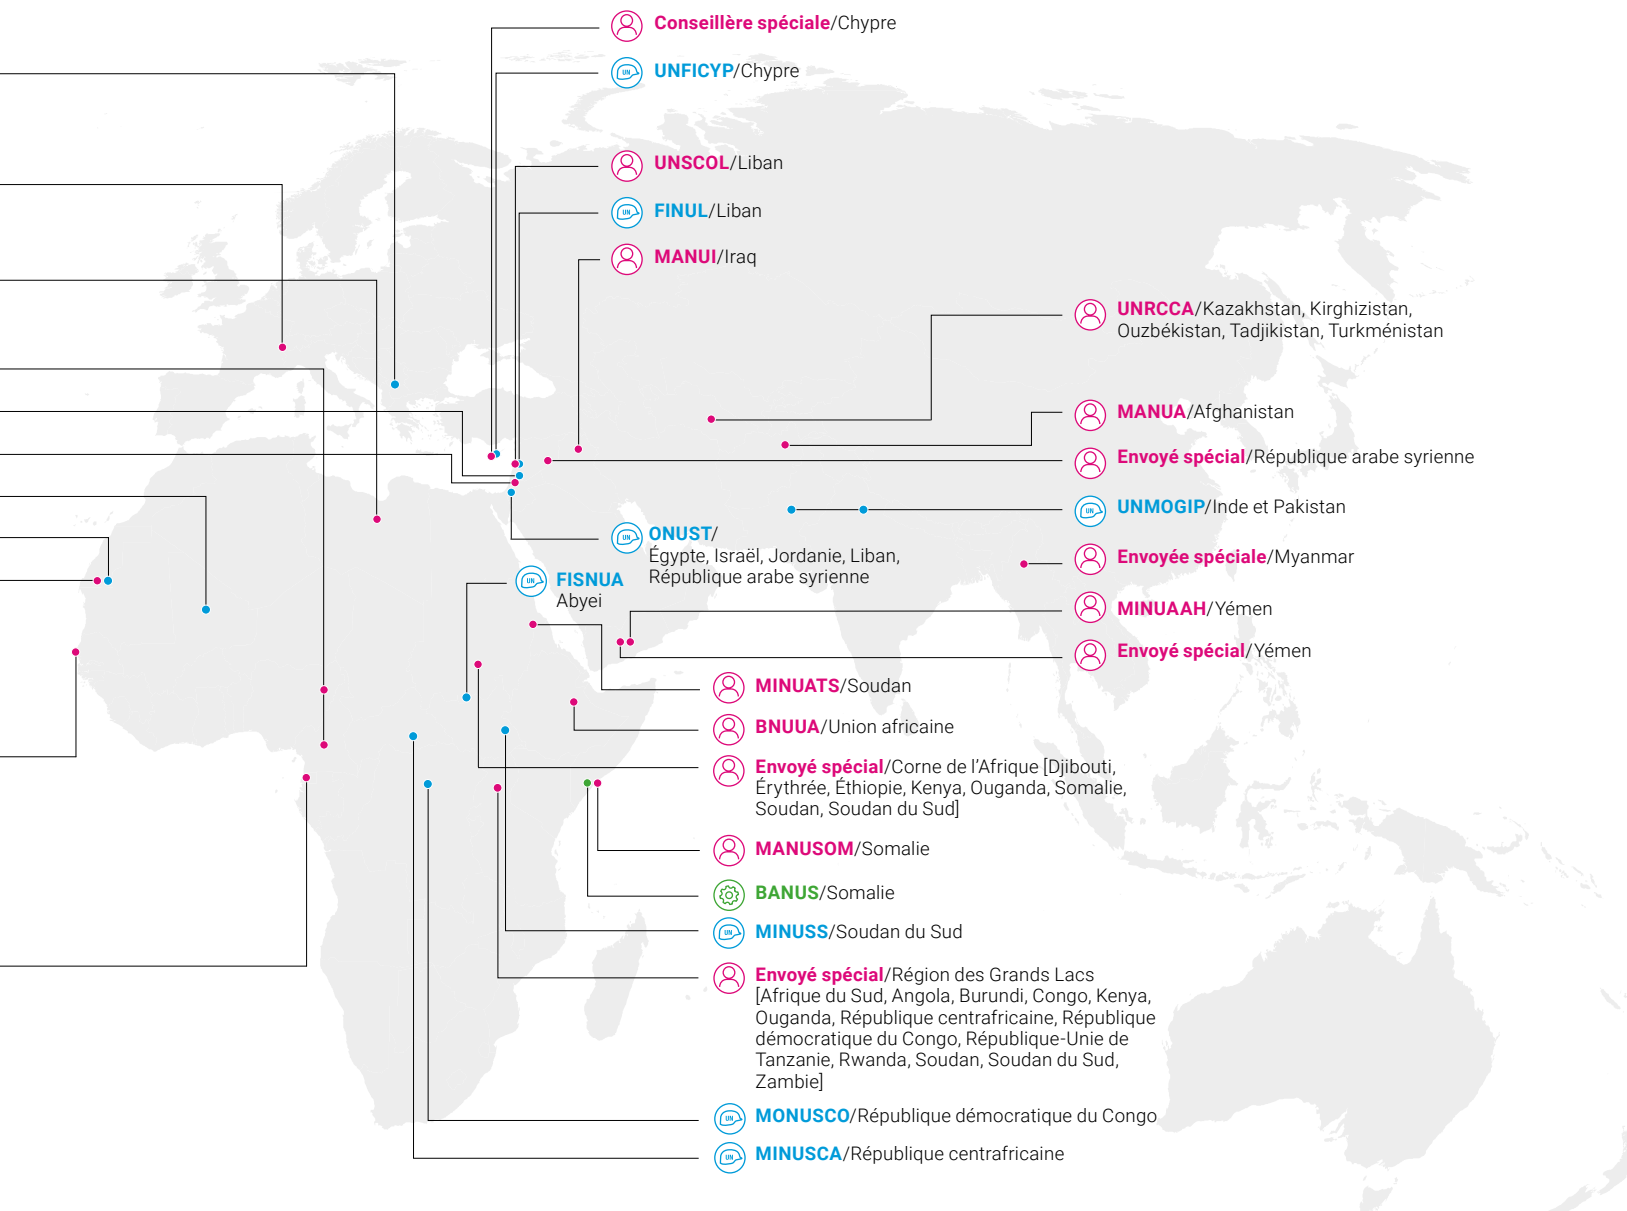 Conseillère spéciale/Chypre
UNFICYP/Chypre
UNSCOL/Liban
FINUL/Liban
MANUI/Iraq
UNRCCA/Kazakhstan, Kirghizistan,
Ouzbékistan, Tadjikistan, Turkménistan
MANUA/Afghanistan
Envoyé spécial/République arabe syrienne
UNMOGIP/Inde et Pakistan
ONUST/
Égypte, Israël, Jordanie, Liban,
République arabe syrienne
Envoyée spéciale/Myanmar
FISNUA
Abyei
MINUAAH/Yémen
Envoyé spécial/Yémen
MINUATS/Soudan
BNUUA/Union africaine
Envoyé spécial/Corne de l'Afrique [Djibouti,
Érythrée, Éthiopie, Kenya, Ouganda, Somalie,
Soudan, Soudan du Sud]
MANUSOM/Somalie
BANUS/Somalie
MINUSS/Soudan du Sud
Envoyé spécial/Région des Grands Lacs
[Afrique du Sud, Angola, Burundi, Congo, Kenya,
Ouganda, République centrafricaine, République
démocratique du Congo, République-Unie de
Tanzanie, Rwanda, Soudan, Soudan du Sud,
Zambie]
MONUSCO/République démocratique du Congo
MINUSCA/République centrafricaine